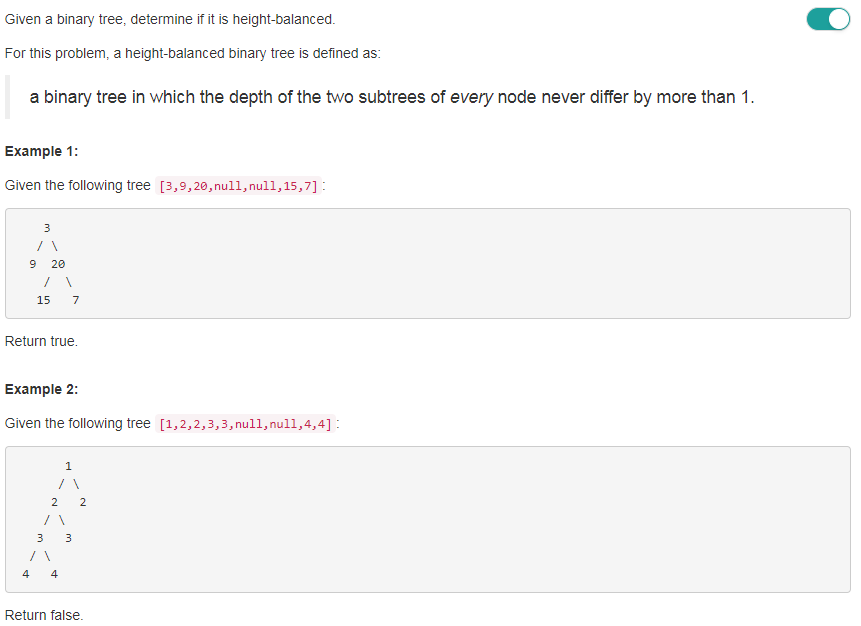 Given a binary tree, determine if it is height-balanced.
For this problem, a height-balanced binary tree is defined as:
a binary tree in which the depth of the two subtrees of every node never differ by more than 1.
Example 1:
Given the following tree [3,9,20,null,null,15,7] :
3
/ \
9 20
/ \
15 7
Return true.
Example 2:
Given the following tree [1,2,2,3,3,null,null,4,4] :
1
/ \
2 2
/ \
3 3
/ \
4 4
Return false.